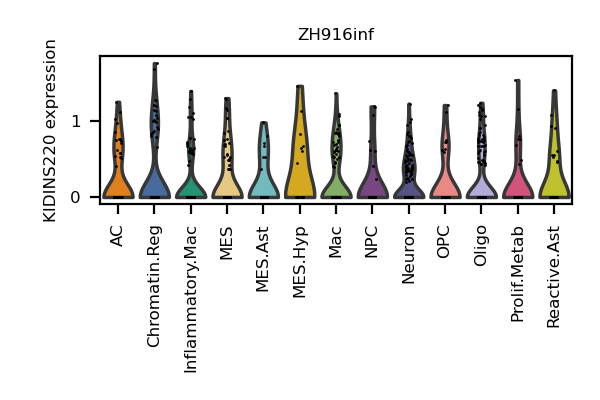 ZH916inf
KIDINS220 expression
1
0
AC
Chromatin.Reg
Inflammatory.Mac
MES
MES.Ast
MES.Hyp
Mac
NPC
Neuron
OPC
Oligo
Prolif.Metab
Reactive.Ast